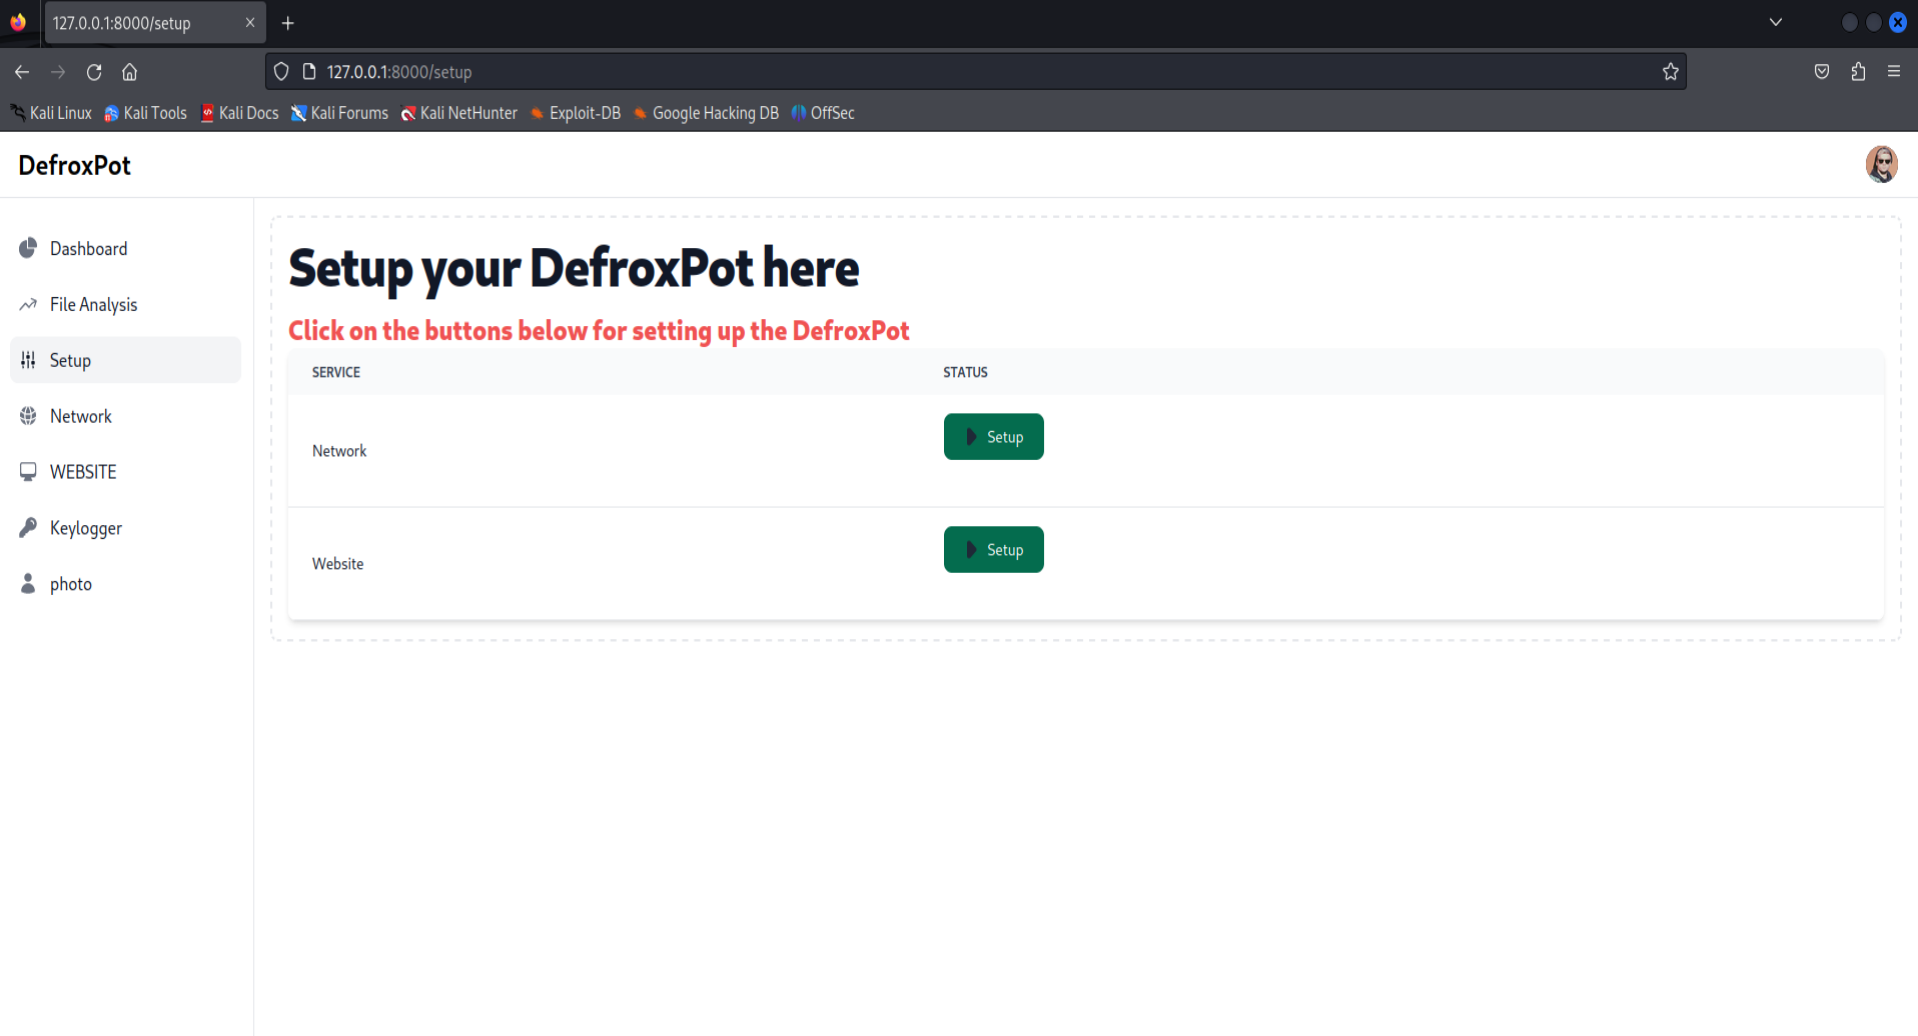 127.0.0.1:8000/setup
127.0.0.1:8000/setup
Kali Linux Kali Tools Kali Docs Kali Forums Kali NetHunter Exploit-DB Google Hacking DB OffSec
DefroxPot
Dashboard
File Analysis
Setup
Network
WEBSITE
Keylogger
photo
Setup your DefroxPot here
Click on the buttons below for setting up the DefroxPot
SERVICE STATUS
Network Setup
Website Setup